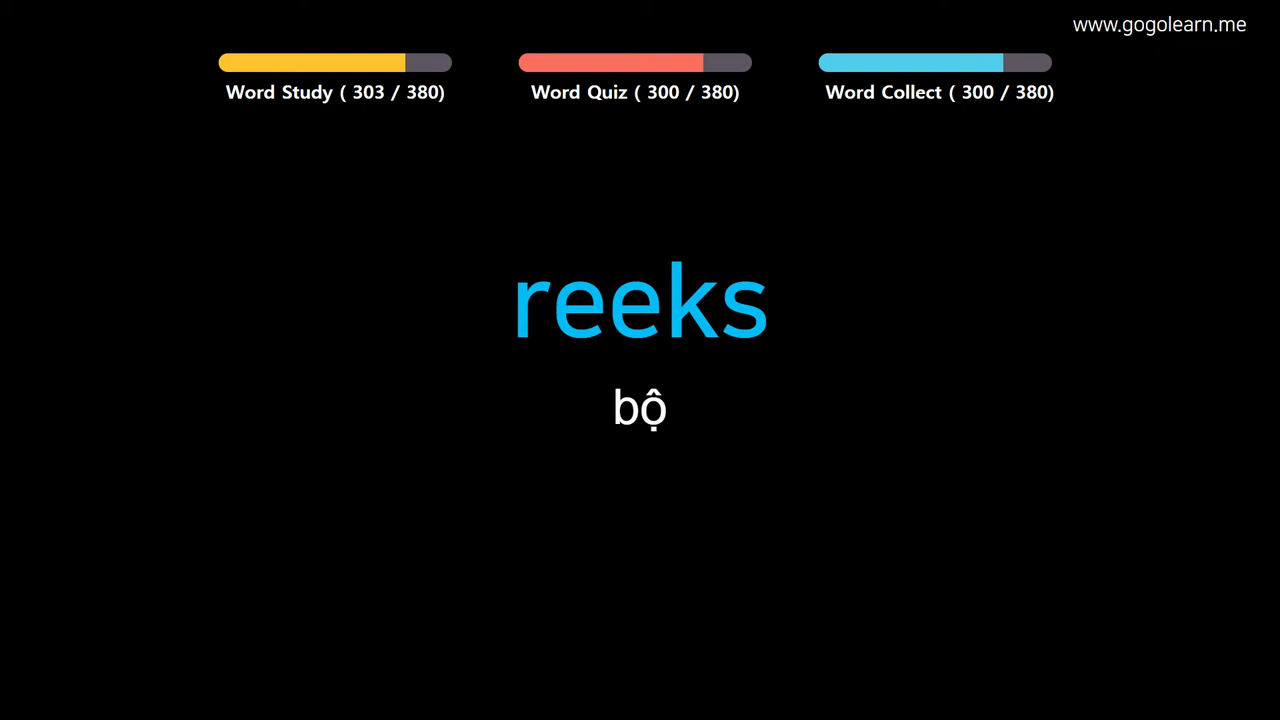 www.gogolearn.me
Word Study ( 303 / 380)
Word Quiz ( 300 / 380)
Word Collect ( 300 / 380)
reeks
bộ